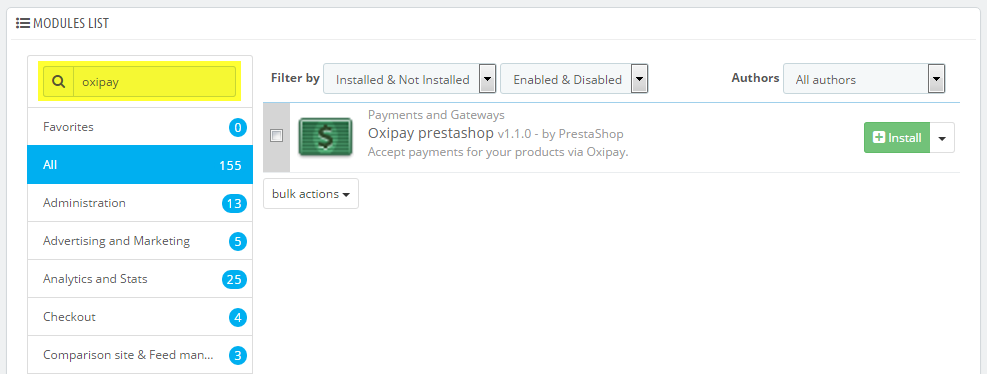 MODULES LIST
oxipay
Favorites 0
All 155
Administration 13
Advertising and Marketing 5
Analytics and Stats 25
Checkout 4
Comparison site & Feed man... 3
Filter by Installed & Not Installed Enabled & Disabled Authors All authors
Payments and Gateways
Oxipay prestashop v1.1.0 - by PrestaShop
Accept payments for your products via Oxipay.
Install
bulk actions